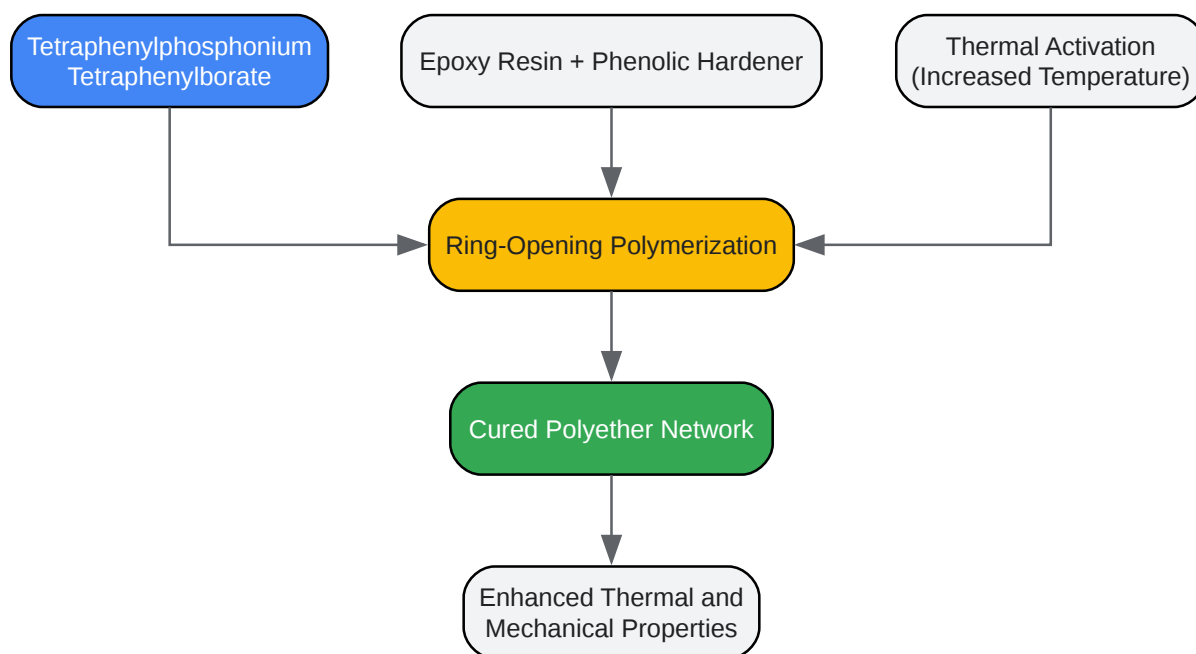 Tetraphenylphosphonium
Tetraphenylborate
Epoxy Resin + Phenolic Hardener
Thermal Activation
(Increased Temperature)
Ring-Opening Polymerization
Cured Polyether Network
Enhanced Thermal and
Mechanical Properties